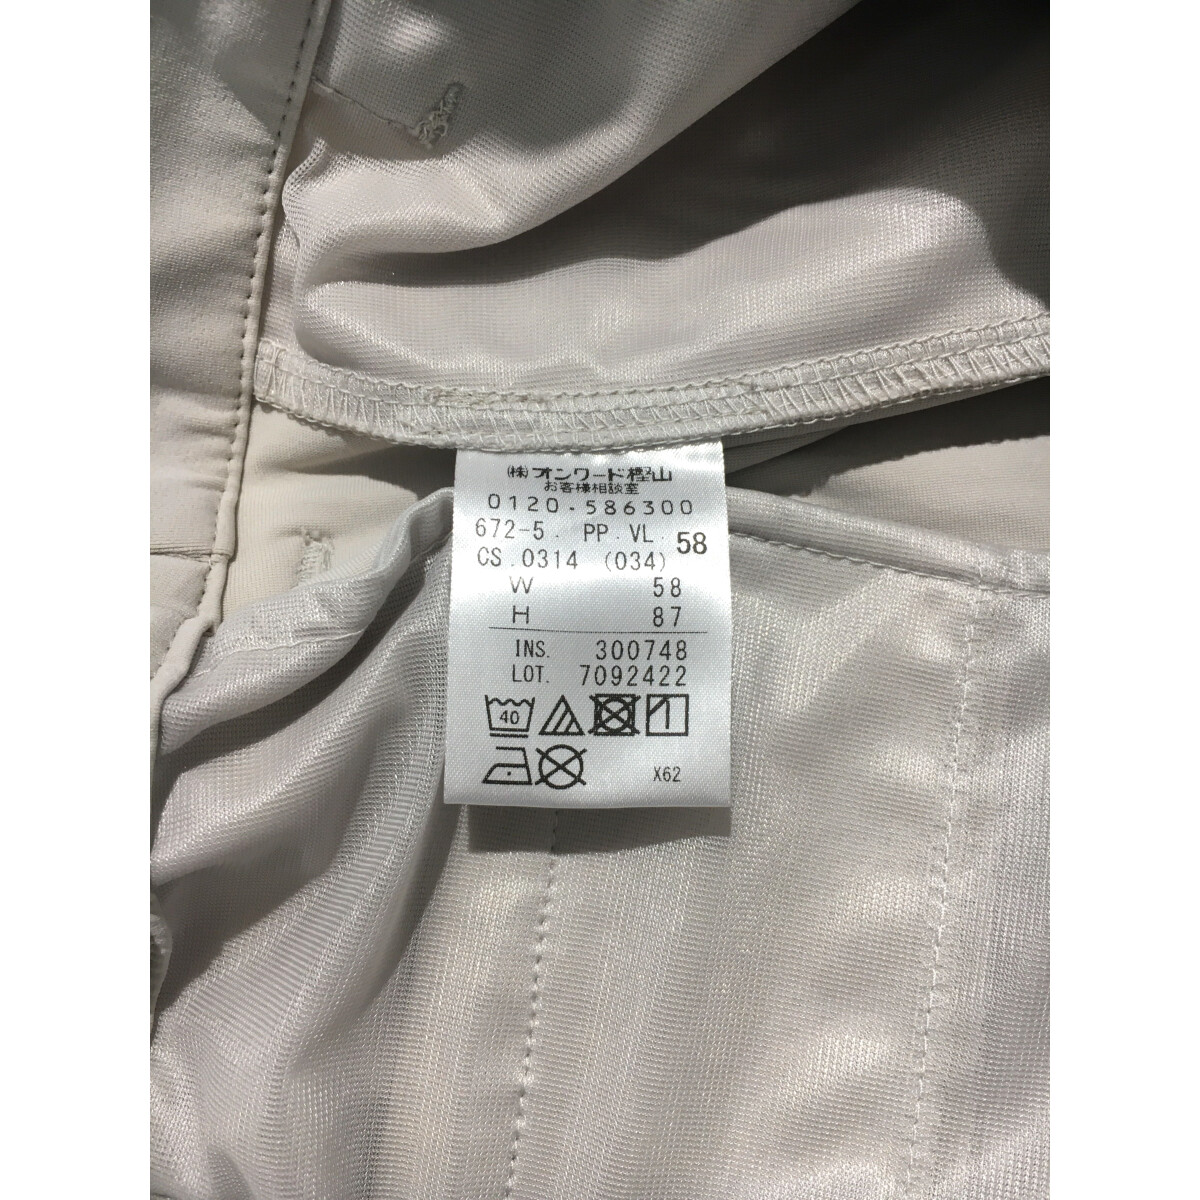 (株)オンワード樫山
お客様相談室
0120-586300
672-5. PP.VL. 58
CS.0314 (034)
W 58
H 87
INS. 300748
LOT. 7092422
40
X62